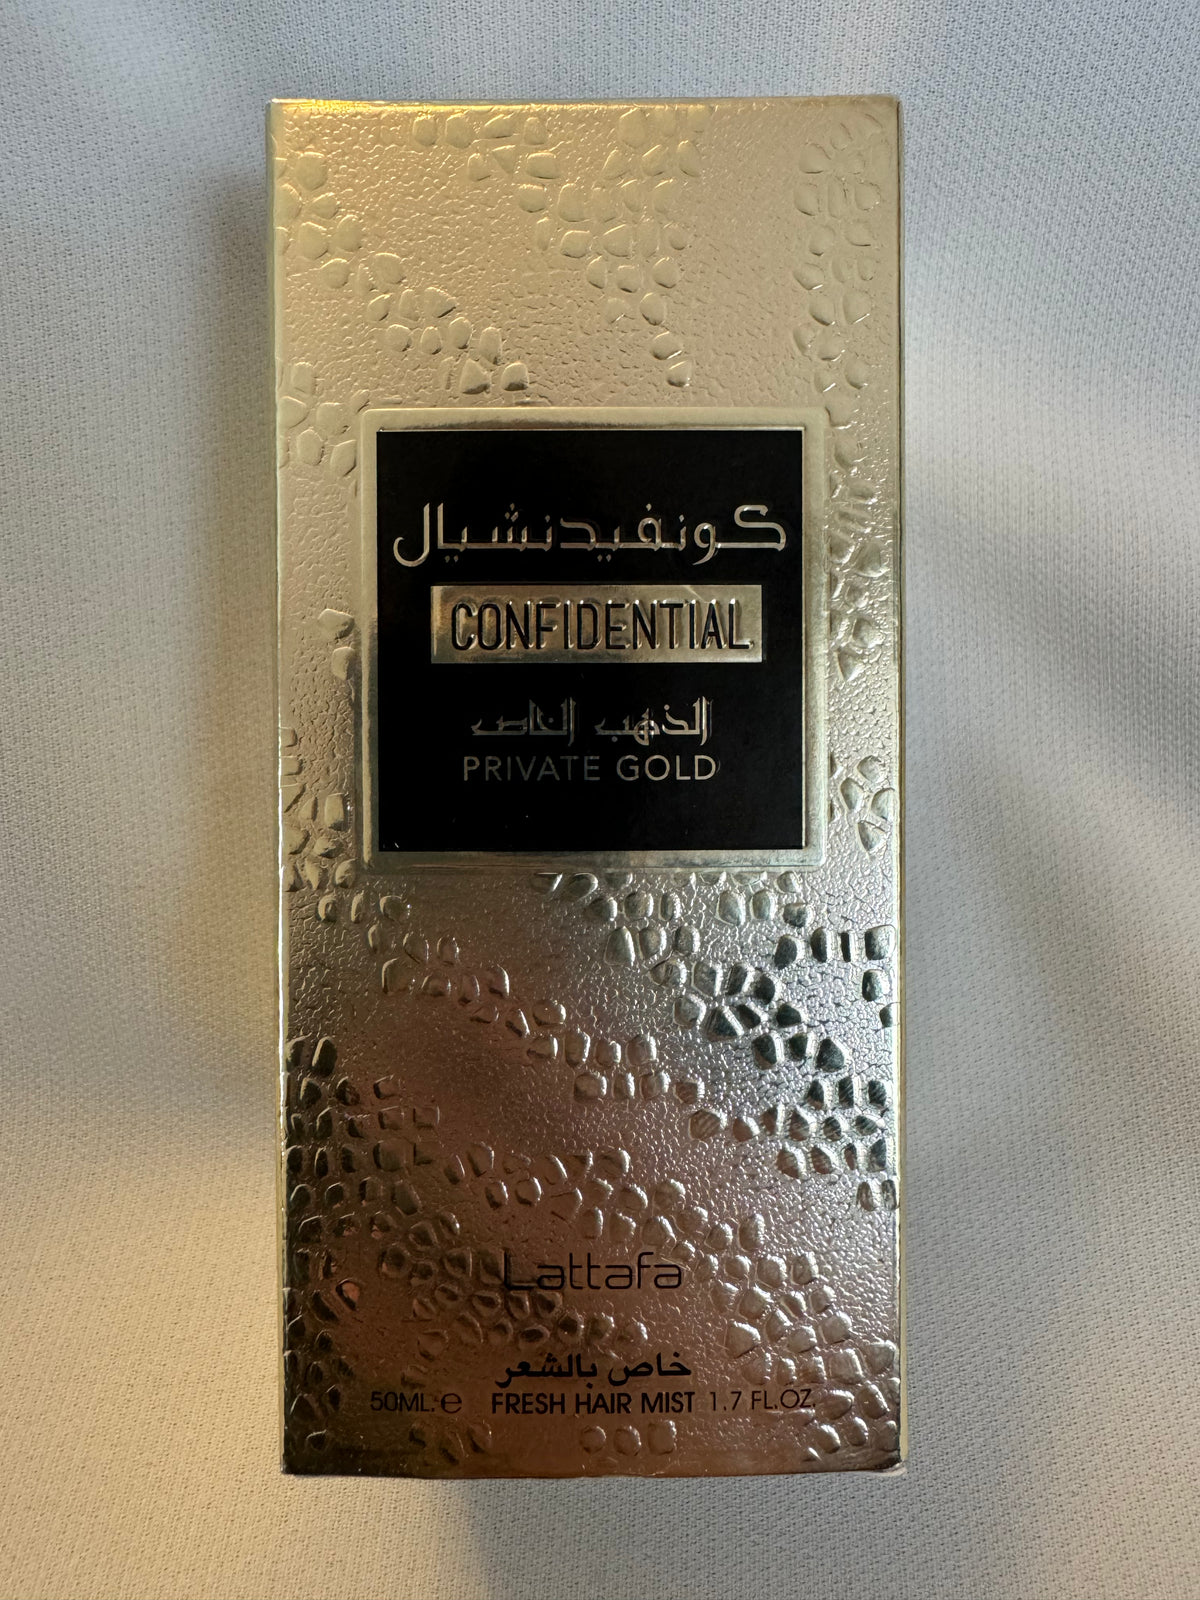 كونفيدنشيال
CONFIDENTIAL
الذهب الخاص
PRIVATE GOLD
Lattafa
خاص بالشعر
50ML.℮ FRESH HAIR MIST 1.7 FL.OZ.